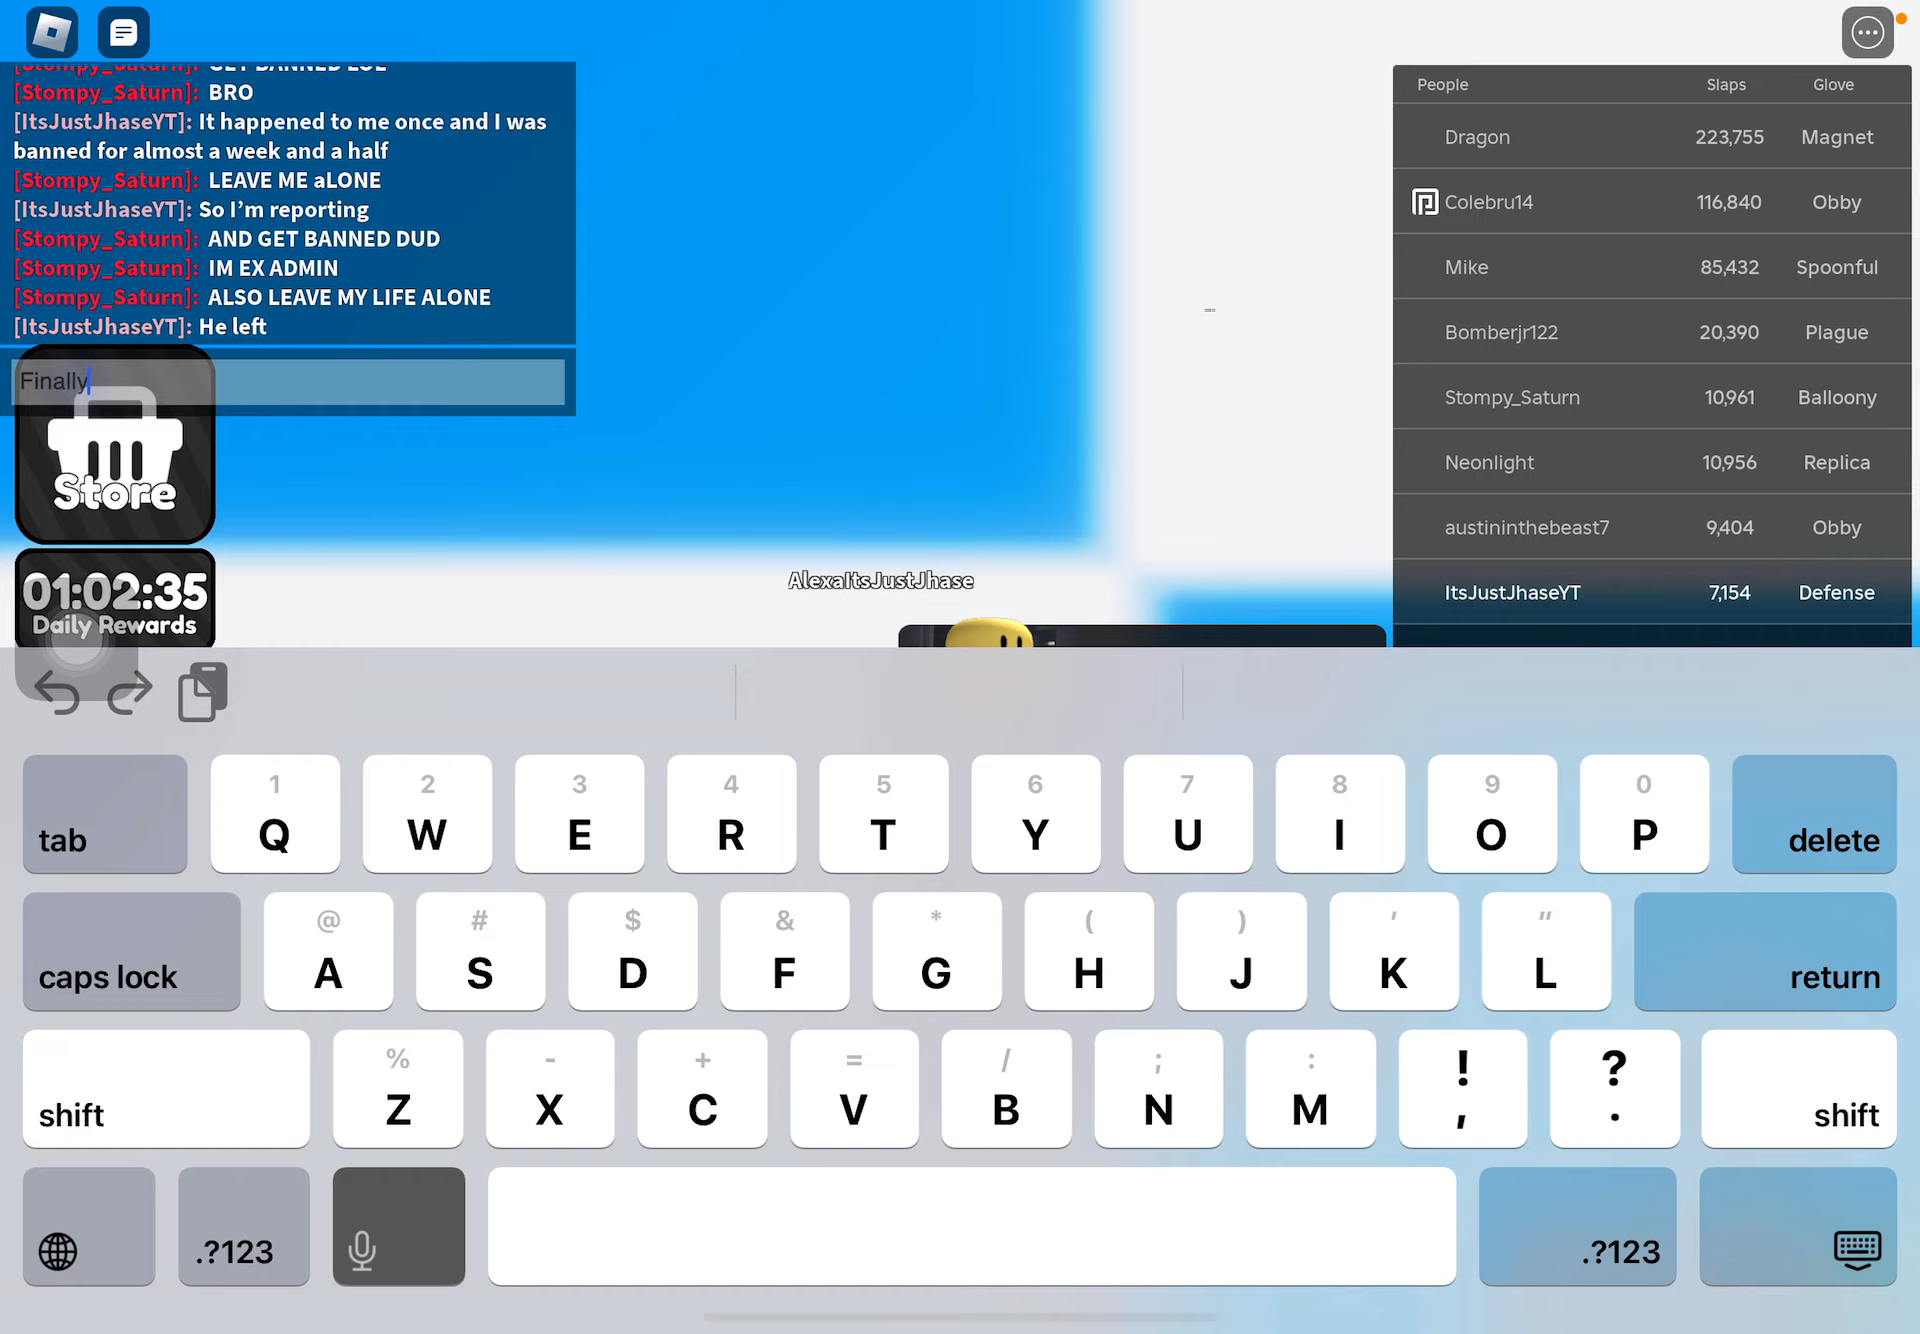 [Stompy_Saturn]: GET BANNED LOL
[Stompy_Saturn]: BRO
[ItsJustJhaseYT]: It happened to me once and I was
banned for almost a week and a half
[Stompy_Saturn]: LEAVE ME aLONE
[ItsJustJhaseYT]: So I’m reporting
[Stompy_Saturn]: AND GET BANNED DUD
[Stompy_Saturn]: IM EX ADMIN
[Stompy_Saturn]: ALSO LEAVE MY LIFE ALONE
[ItsJustJhaseYT]: He left
Finally
Store
01:02:35
Daily Rewards
People Slaps Glove
Dragon 223,755 Magnet
Colebru14 116,840 Obby
Mike 85,432 Spoonful
Bomberjr122 20,390 Plague
Stompy_Saturn 10,961 Balloony
Neonlight 10,956 Replica
austininthebeast7 9,404 Obby
ItsJustJhaseYT 7,154 Defense
AlexaItsJustJhase
1 2 3 4 5 6 7 8 9 0
tab Q W E R T Y U I O P delete
@ # $ & * ( ) ' "
caps lock A S D F G H J K L return
% - + = / ; : ! ?
shift Z X C V B N M , . shift
.?123 .?123